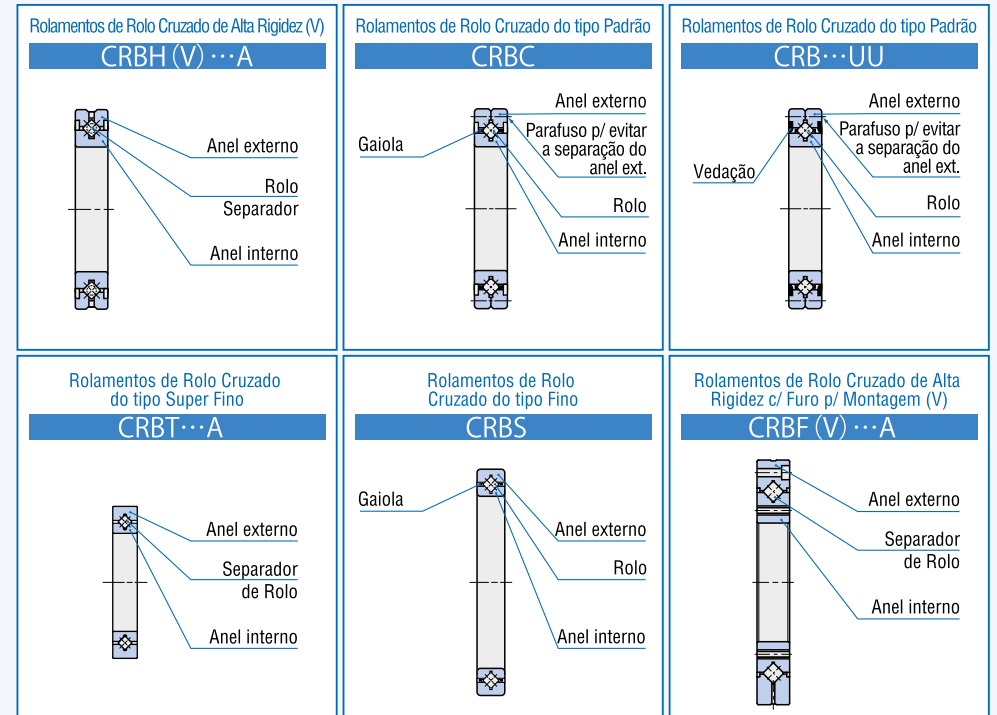 Rolamentos de Rolo Cruzado de Alta Rigidez (V)
CRBH (V) ···A
Anel externo
Rolo
Separador
Anel interno
Rolamentos de Rolo Cruzado do tipo Padrão
CRBC
Gaiola
Anel externo
Parafuso p/ evitar
a separação do
anel ext.
Rolo
Anel interno
Rolamentos de Rolo Cruzado do tipo Padrão
CRB···UU
Vedação
Anel externo
Parafuso p/ evitar
a separação do
anel ext.
Rolo
Anel interno
Rolamentos de Rolo Cruzado
do tipo Super Fino
CRBT···A
Anel externo
Separador
de Rolo
Anel interno
Rolamentos de Rolo
Cruzado do tipo Fino
CRBS
Gaiola
Anel externo
Rolo
Anel interno
Rolamentos de Rolo Cruzado de Alta
Rigidez c/ Furo p/ Montagem (V)
CRBF (V) ···A
Anel externo
Separador
de Rolo
Anel interno